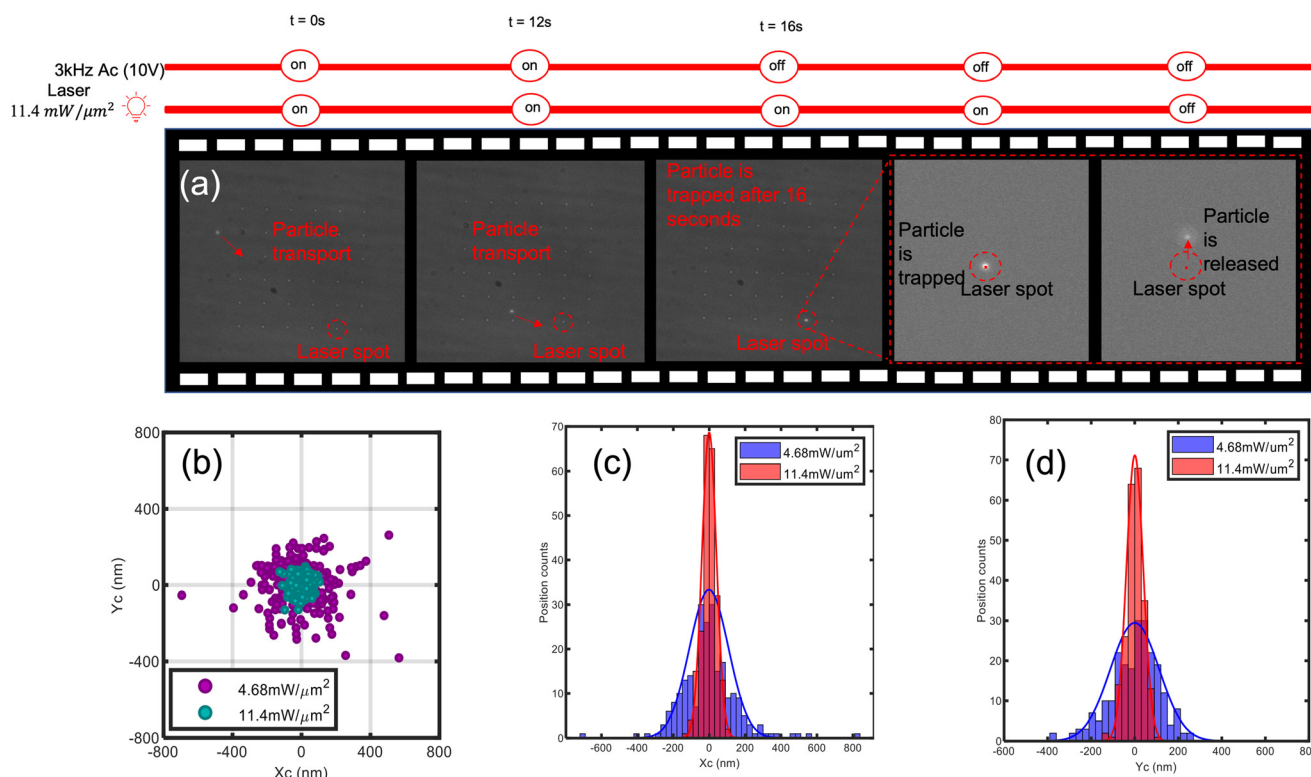 t = 0s
t = 12s
t = 16s
3kHz Ac (10V)
on
on
off
off
off
Laser
11.4 mW/μm²
on
on
on
on
off
(a)
Particle
transport
Laser spot
Particle
transport
Laser spot
Particle is
trapped after 16
seconds
Laser spot
Particle
is
trapped
Laser spot
Particle
is
released
Laser spot
(b)
800
400
0
-400
-800
-800
-400
0
400
800
Yc (nm)
Xc (nm)
4.68mW/μm²
11.4mW/μm²
(c)
70
60
50
40
30
20
10
0
-600
-400
-200
0
200
400
600
800
Position counts
Xc (nm)
4.68mW/um²
11.4mW/um²
(d)
80
70
60
50
40
30
20
10
0
-600
-400
-200
0
200
400
600
800
Position counts
Yc (nm)
4.68mW/um²
11.4mW/um²